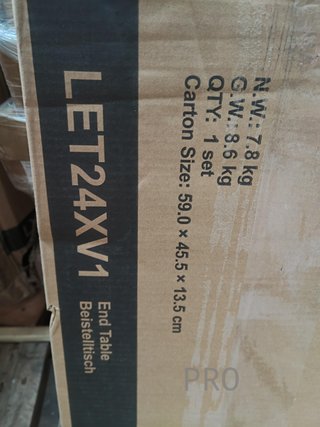 N.W.: 7.8 kg
G.W.: 8.6 kg
QTY: 1 set
Carton Size: 59.0 × 45.5 × 13.5 cm
LET24XV1
End Table
Beistelltisch
PRO